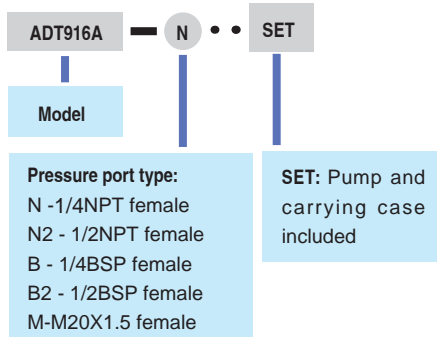 ADT916A — N • • SET
Model
Pressure port type:
N -1/4NPT female
N2 - 1/2NPT female
B - 1/4BSP female
B2 - 1/2BSP female
M-M20X1.5 female
SET: Pump and
carrying case
included